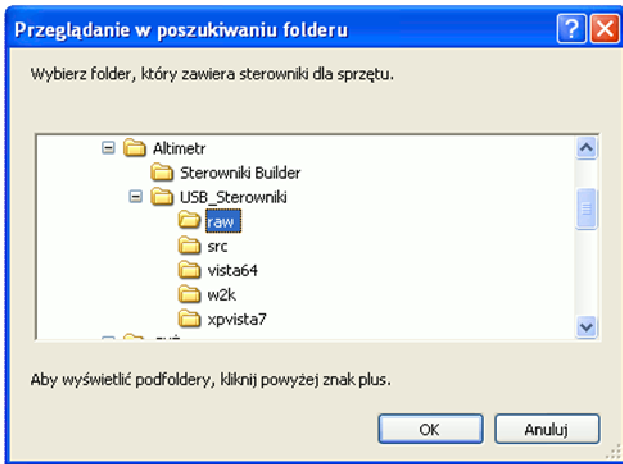 Przeglądanie w poszukiwaniu folderu
Wybierz folder, który zawiera sterowniki dla sprzętu.
Altimetr
Sterowniki Builder
USB_Sterowniki
raw
src
vista64
w2k
xpvista7
Aby wyświetlić podfoldery, kliknij powyżej znak plus.
OK
Anuluj